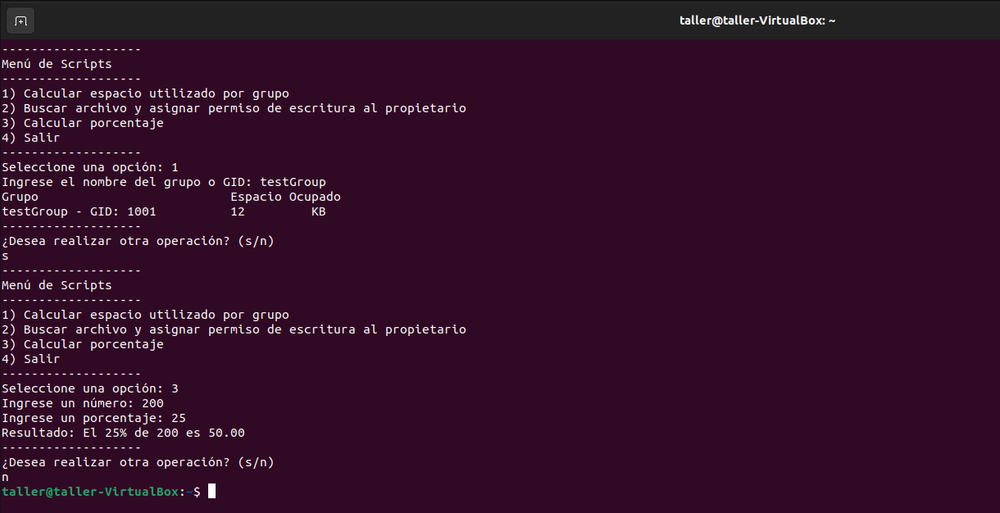 taller@taller-VirtualBox: ~
-------------------
Menú de Scripts
-------------------
1) Calcular espacio utilizado por grupo
2) Buscar archivo y asignar permiso de escritura al propietario
3) Calcular porcentaje
4) Salir
-------------------
Seleccione una opción: 1
Ingrese el nombre del grupo o GID: testGroup
Grupo                          Espacio Ocupado
testGroup - GID: 1001          12         KB
-------------------
¿Desea realizar otra operación? (s/n)
s
-------------------
Menú de Scripts
-------------------
1) Calcular espacio utilizado por grupo
2) Buscar archivo y asignar permiso de escritura al propietario
3) Calcular porcentaje
4) Salir
-------------------
Seleccione una opción: 3
Ingrese un número: 200
Ingrese un porcentaje: 25
Resultado: El 25% de 200 es 50.00
-------------------
¿Desea realizar otra operación? (s/n)
n
taller@taller-VirtualBox:~$